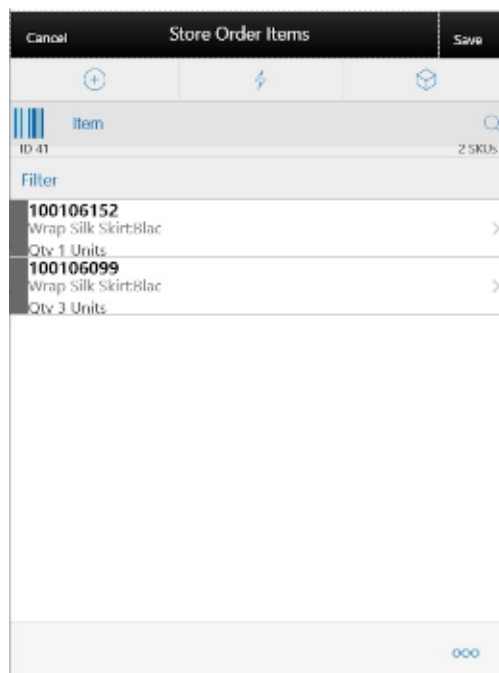 Cancel Store Order Items Save
Item
ID 41 2 SKUs
Filter
100106152
Wrap Silk Skirt:Blac
Qty 1 Units
100106099
Wrap Silk Skirt:Blac
Qty 3 Units